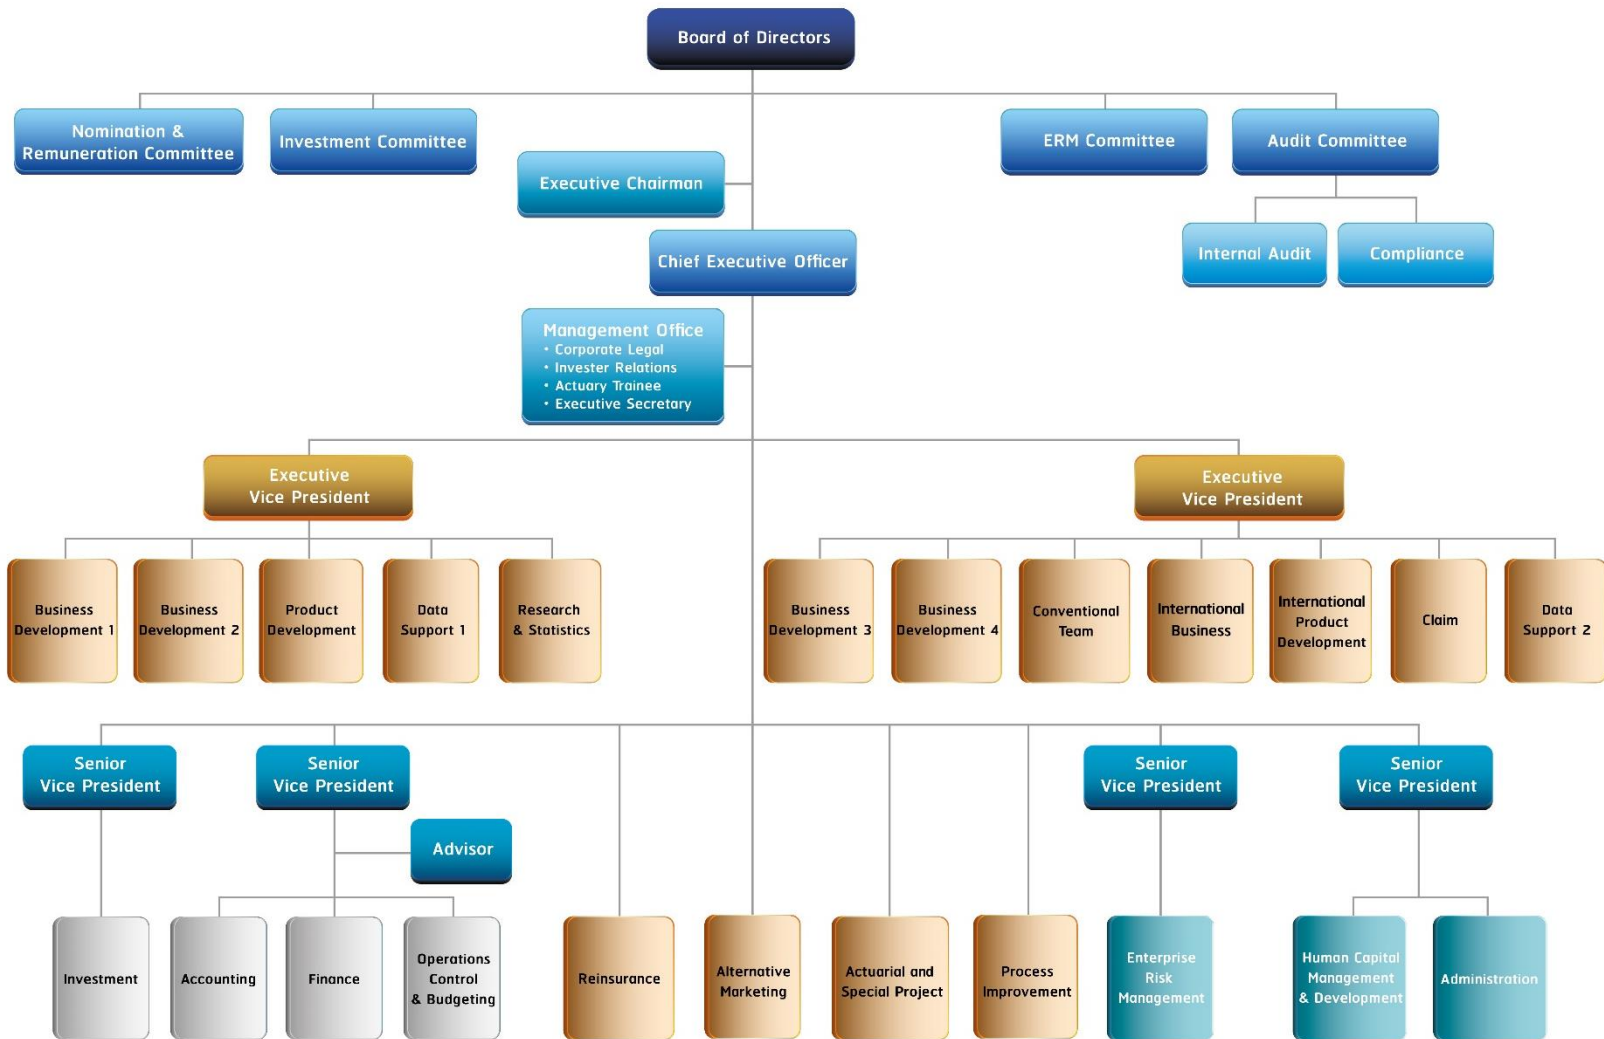 Board of Directors
Nomination &
Remuneration Committee
Investment Committee
ERM Committee
Audit Committee
Executive Chairman
Internal Audit
Compliance
Chief Executive Officer
Management Office
• Corporate Legal
• Invester Relations
• Actuary Trainee
• Executive Secretary
Executive
Vice President
Executive
Vice President
Business
Development 1
Business
Development 2
Product
Development
Data
Support 1
Research
& Statistics
Business
Development 3
Business
Development 4
Conventional
Team
International
Business
International
Product
Development
Claim
Data
Support 2
Senior
Vice President
Senior
Vice President
Senior
Vice President
Senior
Vice President
Advisor
Investment
Accounting
Finance
Operations
Control
& Budgeting
Reinsurance
Alternative
Marketing
Actuarial and
Special Project
Process
Improvement
Enterprise
Risk
Management
Human Capital
Management
& Development
Administration